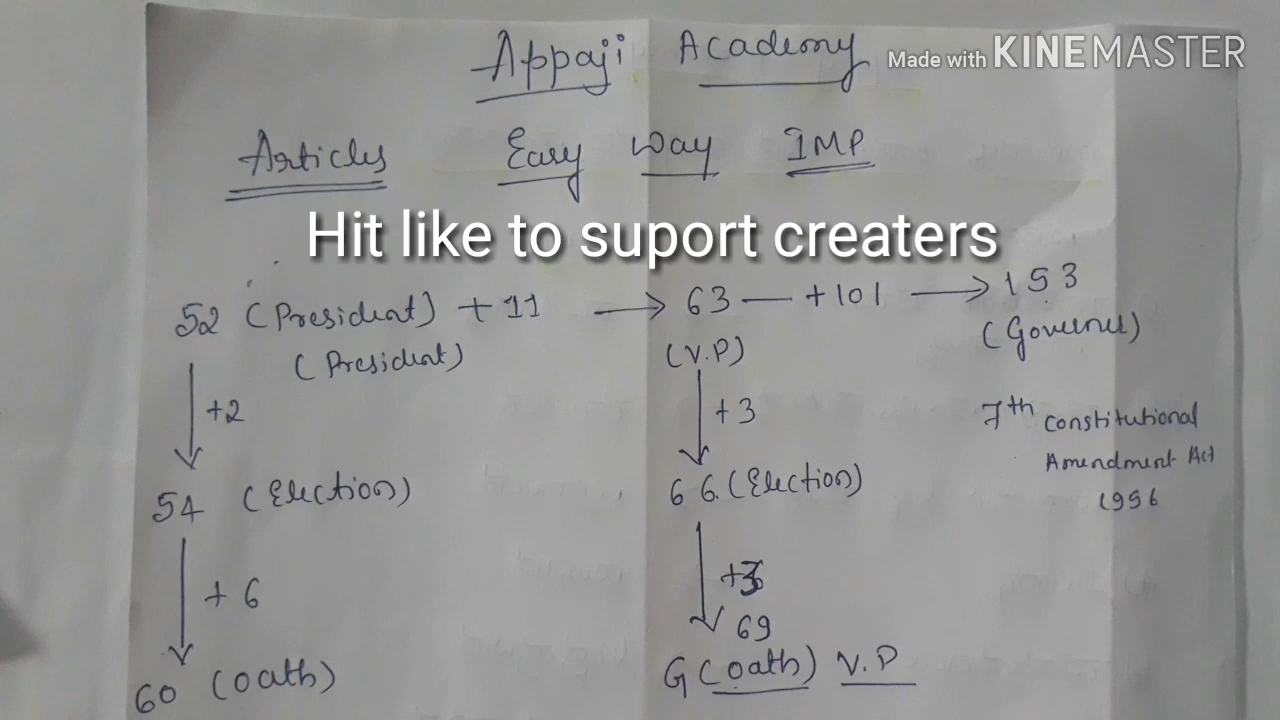 Appaji Academy
Made with KINEMASTER
Articles Easy Way IMP
Hit like to suport creaters
52 (President) + 11 → 63 — +101 → 153
(President) (V.P) (Governer)
+2 +3 7th constitutional
Amendment Act
54 (Election) 66. (Election) 1956
+ 6 +3
69
60 (oath) G (oath) V.P